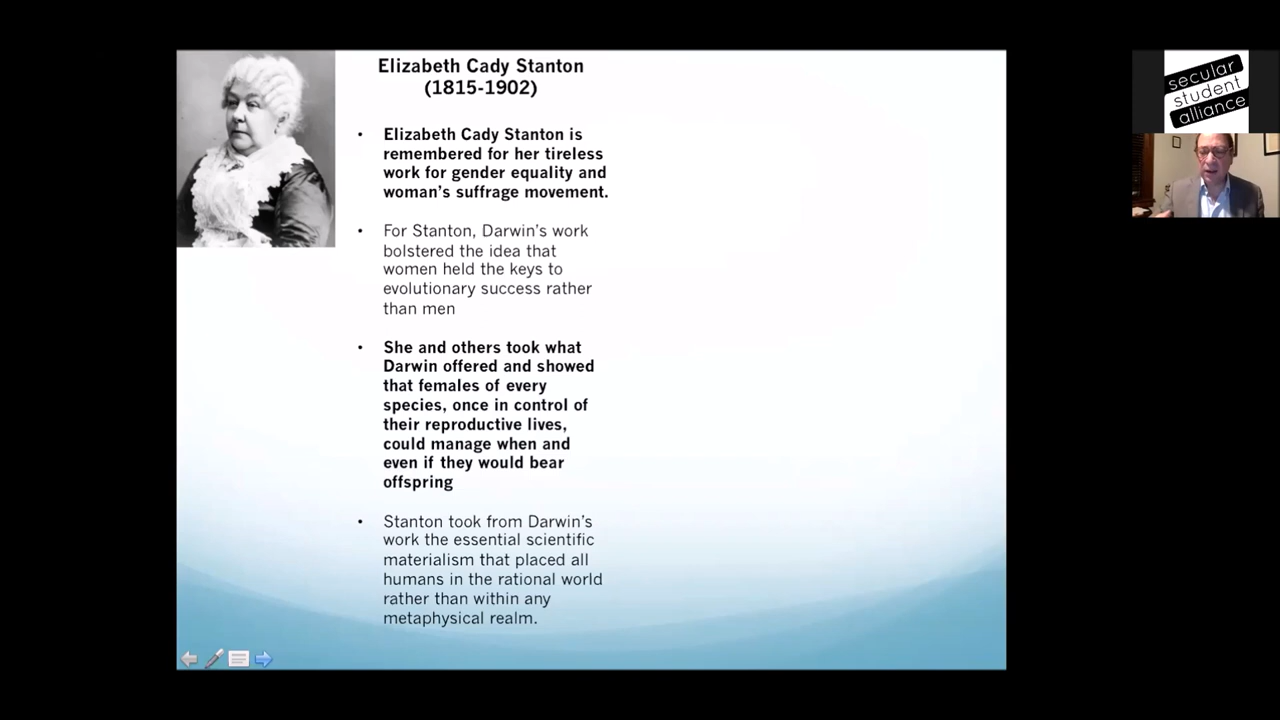 Elizabeth Cady Stanton
(1815-1902)
• Elizabeth Cady Stanton is
remembered for her tireless
work for gender equality and
woman's suffrage movement.
• For Stanton, Darwin's work
bolstered the idea that
women held the keys to
evolutionary success rather
than men
• She and others took what
Darwin offered and showed
that females of every
species, once in control of
their reproductive lives,
could manage when and
even if they would bear
offspring
• Stanton took from Darwin's
work the essential scientific
materialism that placed all
humans in the rational world
rather than within any
metaphysical realm.
secular
student
alliance